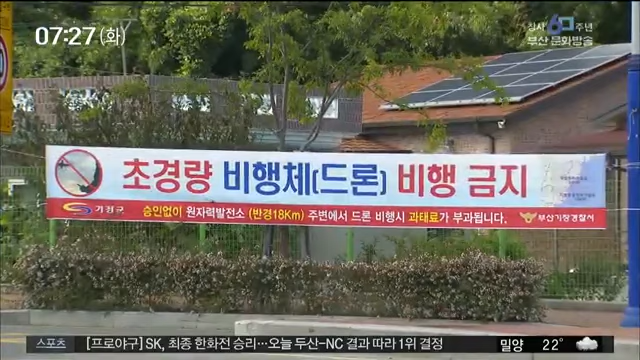 07:27(화)
창사60주년
부산 문화방송
초경량 비행체(드론) 비행 금지
기장군 승인없이 원자력발전소 (반경18Km) 주변에서 드론 비행시 과태료가 부과됩니다. 부산기장경찰서
스포츠 [프로야구] SK, 최종 한화전 승리…오늘 두산-NC 결과 따라 1위 결정 밀양 22°